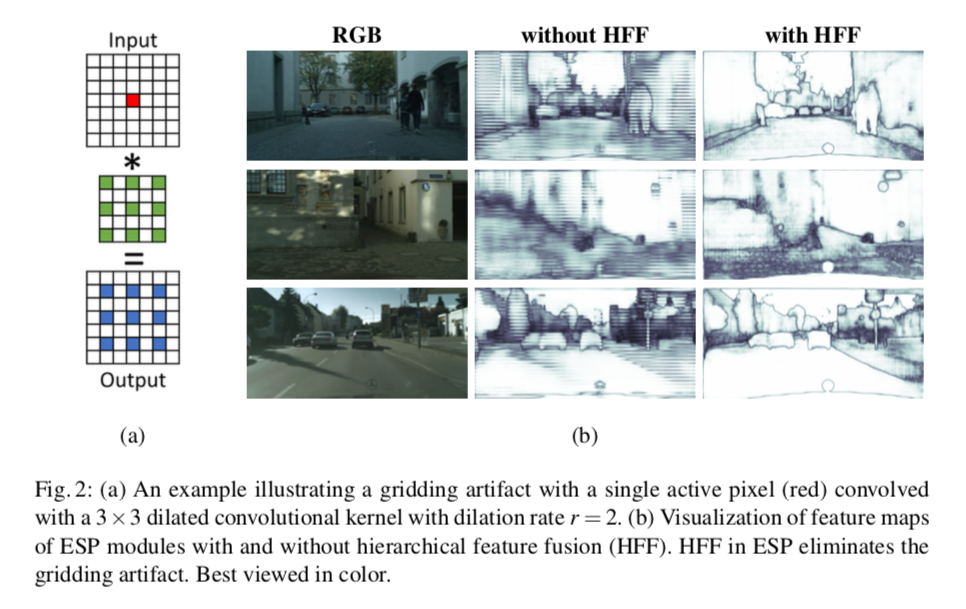 Input
*
=
Output
(a)
RGB without HFF with HFF
(b)
Fig. 2: (a) An example illustrating a gridding artifact with a single active pixel (red) convolved
with a 3 × 3 dilated convolutional kernel with dilation rate r = 2. (b) Visualization of feature maps
of ESP modules with and without hierarchical feature fusion (HFF). HFF in ESP eliminates the
gridding artifact. Best viewed in color.